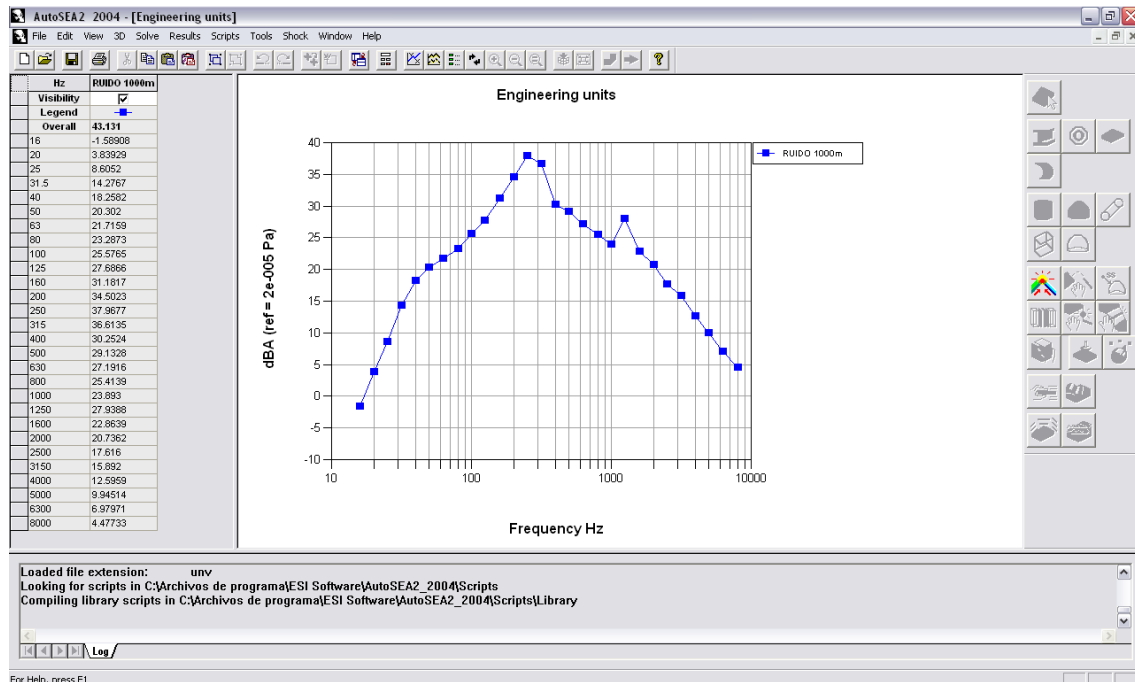 AutoSEA2 2004 - [Engineering units]
File Edit View 3D Solve Results Scripts Tools Shock Window Help
Hz RUIDO 1000m
Visibility
Legend
Overall 43.131
16 -1.58908
20 3.83929
25 8.6052
31.5 14.2767
40 18.2582
50 20.302
63 21.7159
80 23.2873
100 25.5765
125 27.6866
160 31.1817
200 34.5023
250 37.9677
315 36.6135
400 30.2524
500 29.1328
630 27.1916
800 25.4139
1000 23.893
1250 27.9388
1600 22.8639
2000 20.7362
2500 17.616
3150 15.892
4000 12.5959
5000 9.94514
6300 6.97971
8000 4.47733
Engineering units
RUIDO 1000m
dBA (ref = 2e-005 Pa)
40
35
30
25
20
15
10
5
0
-5
-10
10 100 1000 10000
Frequency Hz
SS
Loaded file extension: unv
Looking for scripts in C:\Archivos de programa\ESI Software\AutoSEA2_2004\Scripts
Compiling library scripts in C:\Archivos de programa\ESI Software\AutoSEA2_2004\Scripts\Library
Log
For Help, press F1